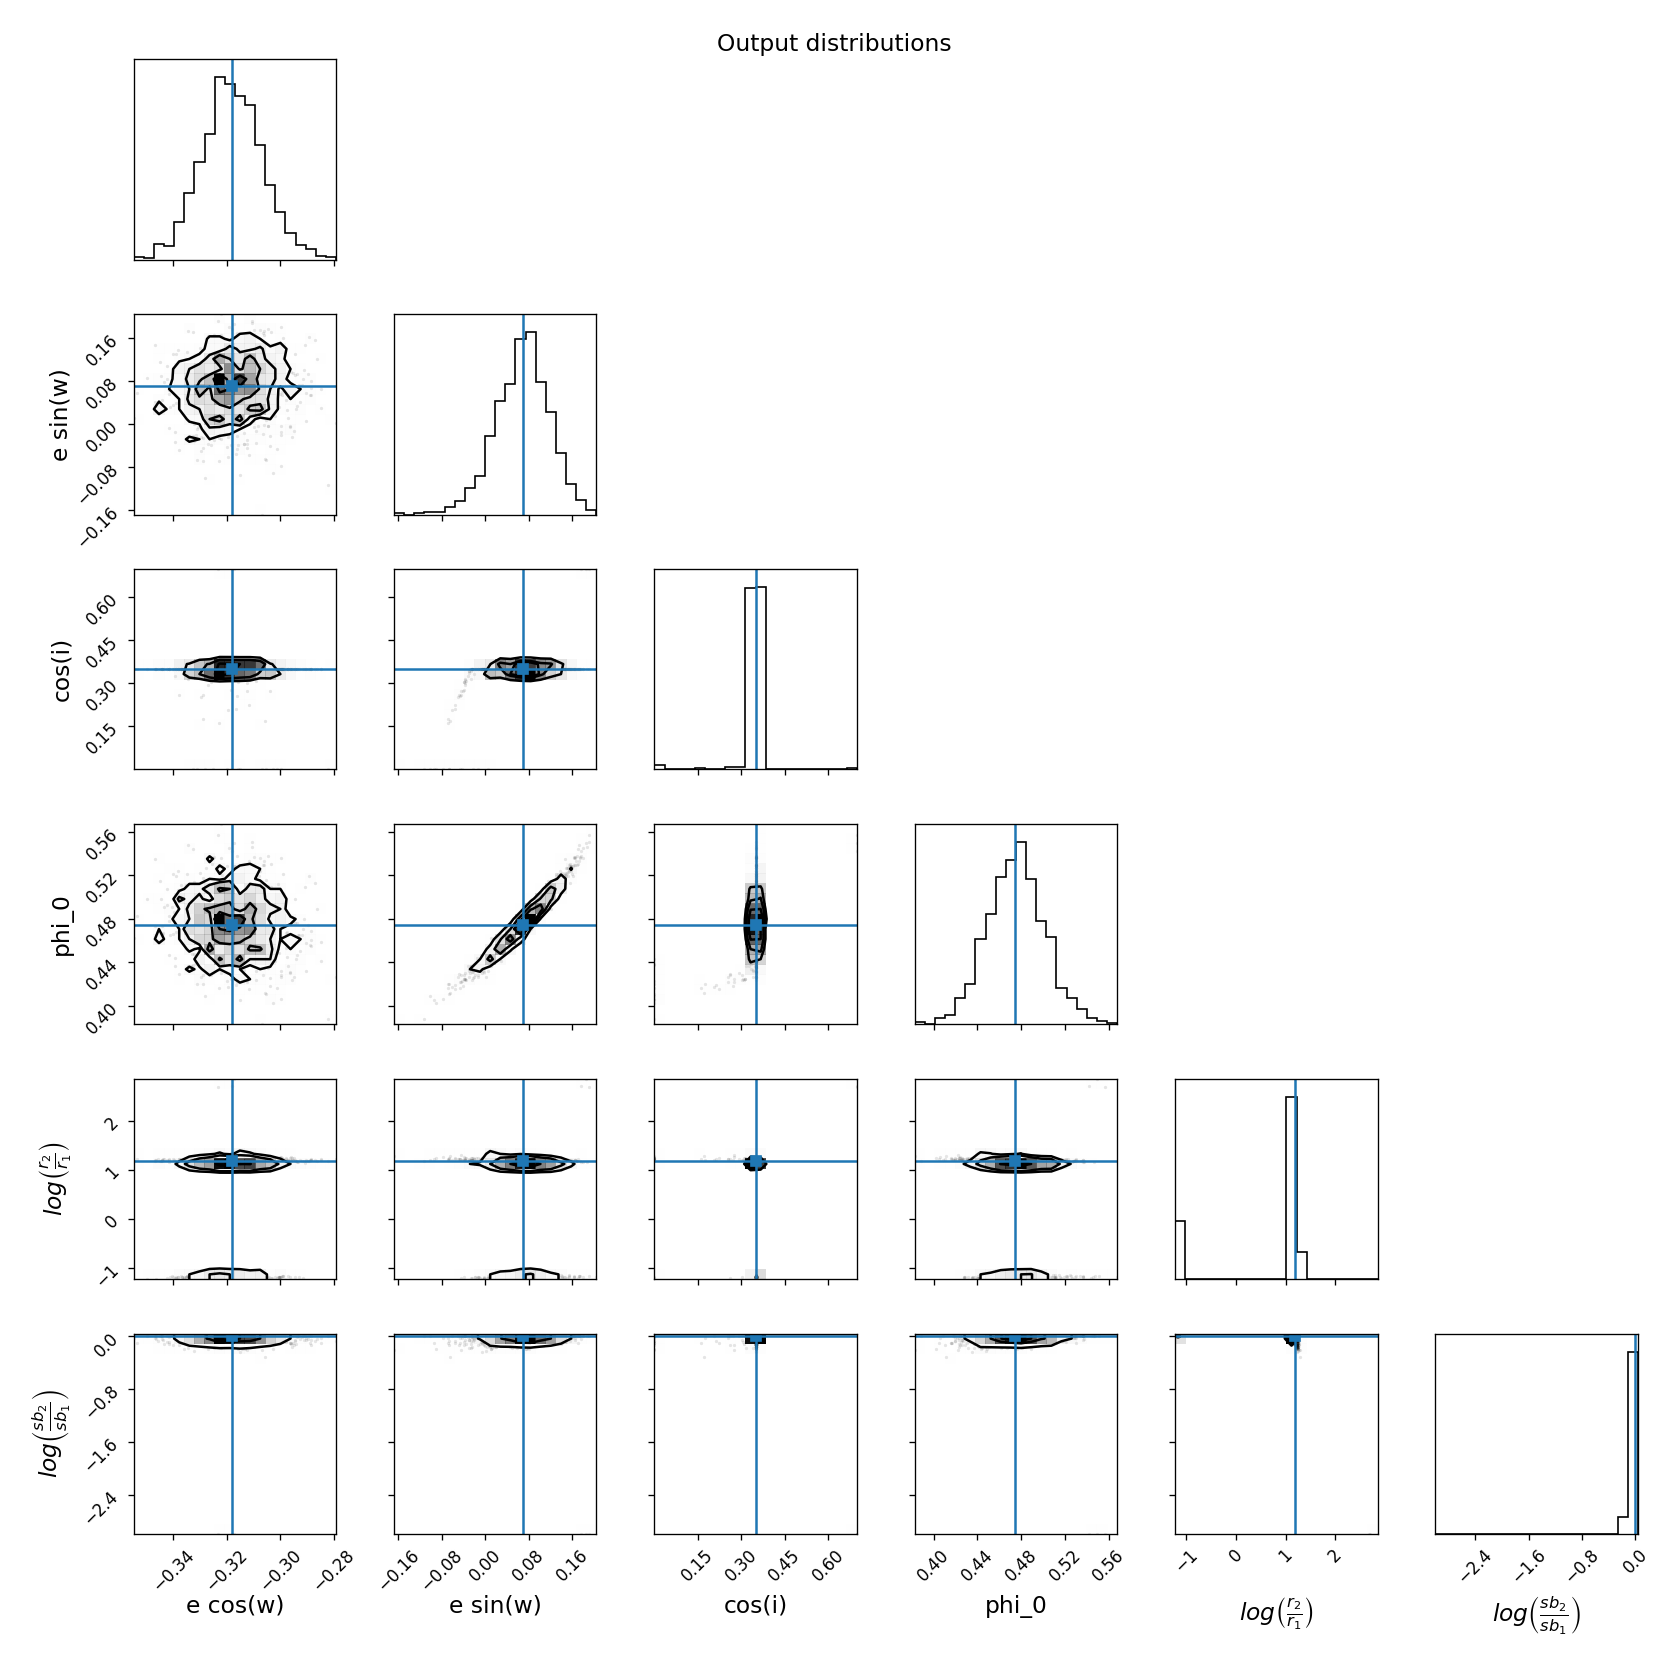 Output distributions
e sin(w)
0.16
0.08
0.00
−0.08
−0.16
cos(i)
0.60
0.45
0.30
0.15
phi_0
0.56
0.52
0.48
0.44
0.40
log(r₂/r₁)
2
1
0
−1
log(sb₂/sb₁)
0.0
−0.8
−1.6
−2.4
−0.34 −0.32 −0.30 −0.28 −0.16 −0.08 0.00 0.08 0.16 0.15 0.30 0.45 0.60 0.40 0.44 0.48 0.52 0.56 −1 0 1 2 −2.4 −1.6 −0.8 0.0
e cos(w) e sin(w) cos(i) phi_0 log(r₂/r₁) log(sb₂/sb₁)